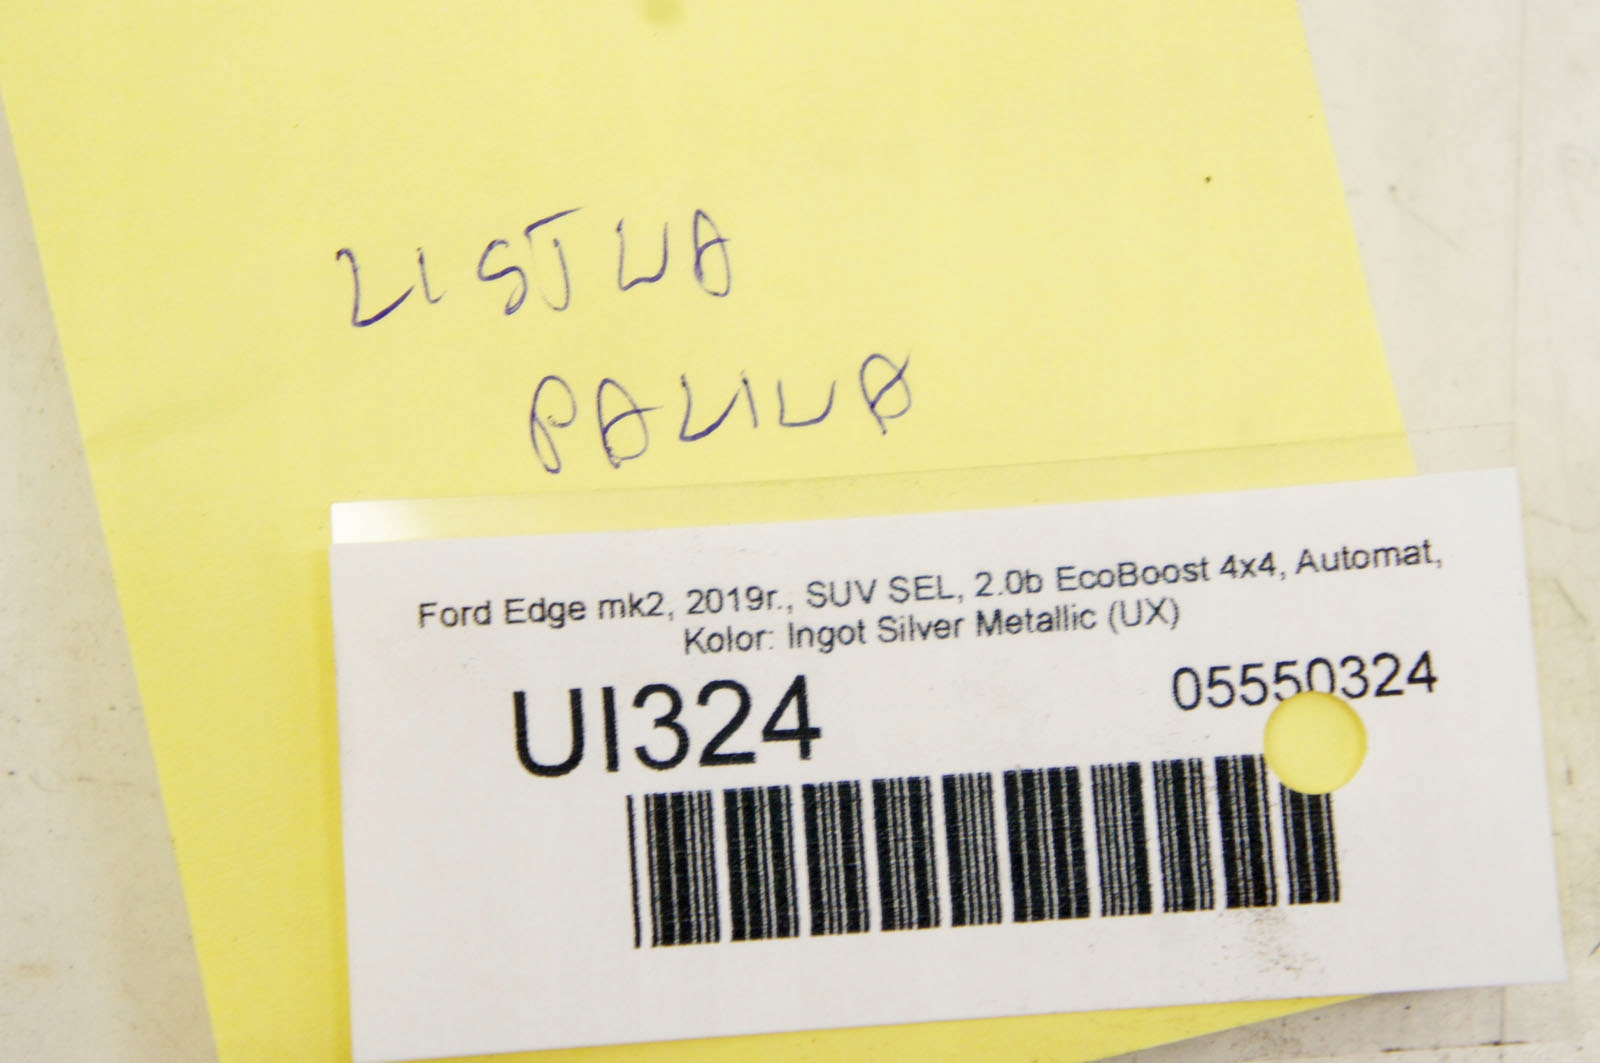 LISTWA
PALIWA
Ford Edge mk2, 2019r., SUV SEL, 2.0b EcoBoost 4x4, Automat,
Kolor: Ingot Silver Metallic (UX)
UI324
05550324